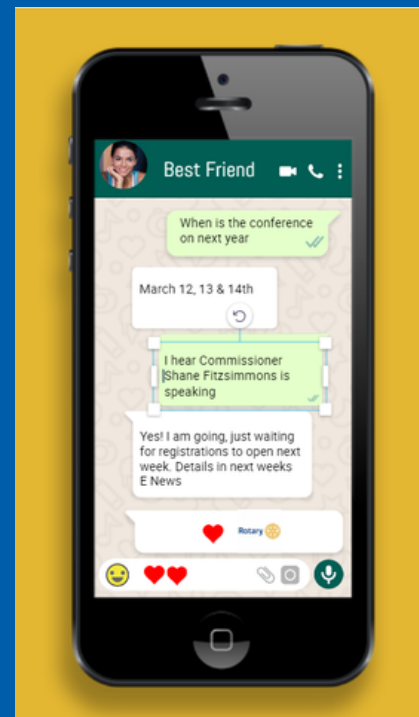 Best Friend
When is the conference
on next year
March 12, 13 & 14th
I hear Commissioner
Shane Fitzsimmons is
speaking
Yes! I am going, just waiting
for registrations to open next
week. Details in next weeks
E News
Rotary